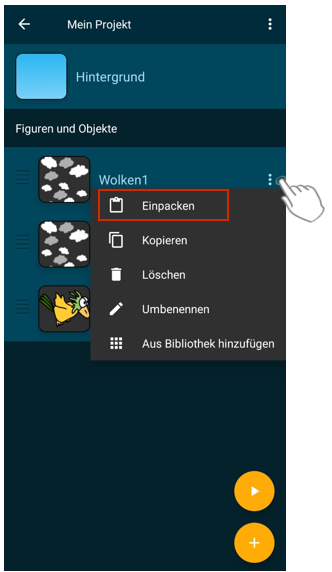 Mein Projekt
Hintergrund
Figuren und Objekte
Wolken1
Einpacken
Kopieren
Löschen
Umbenennen
Aus Bibliothek hinzufügen